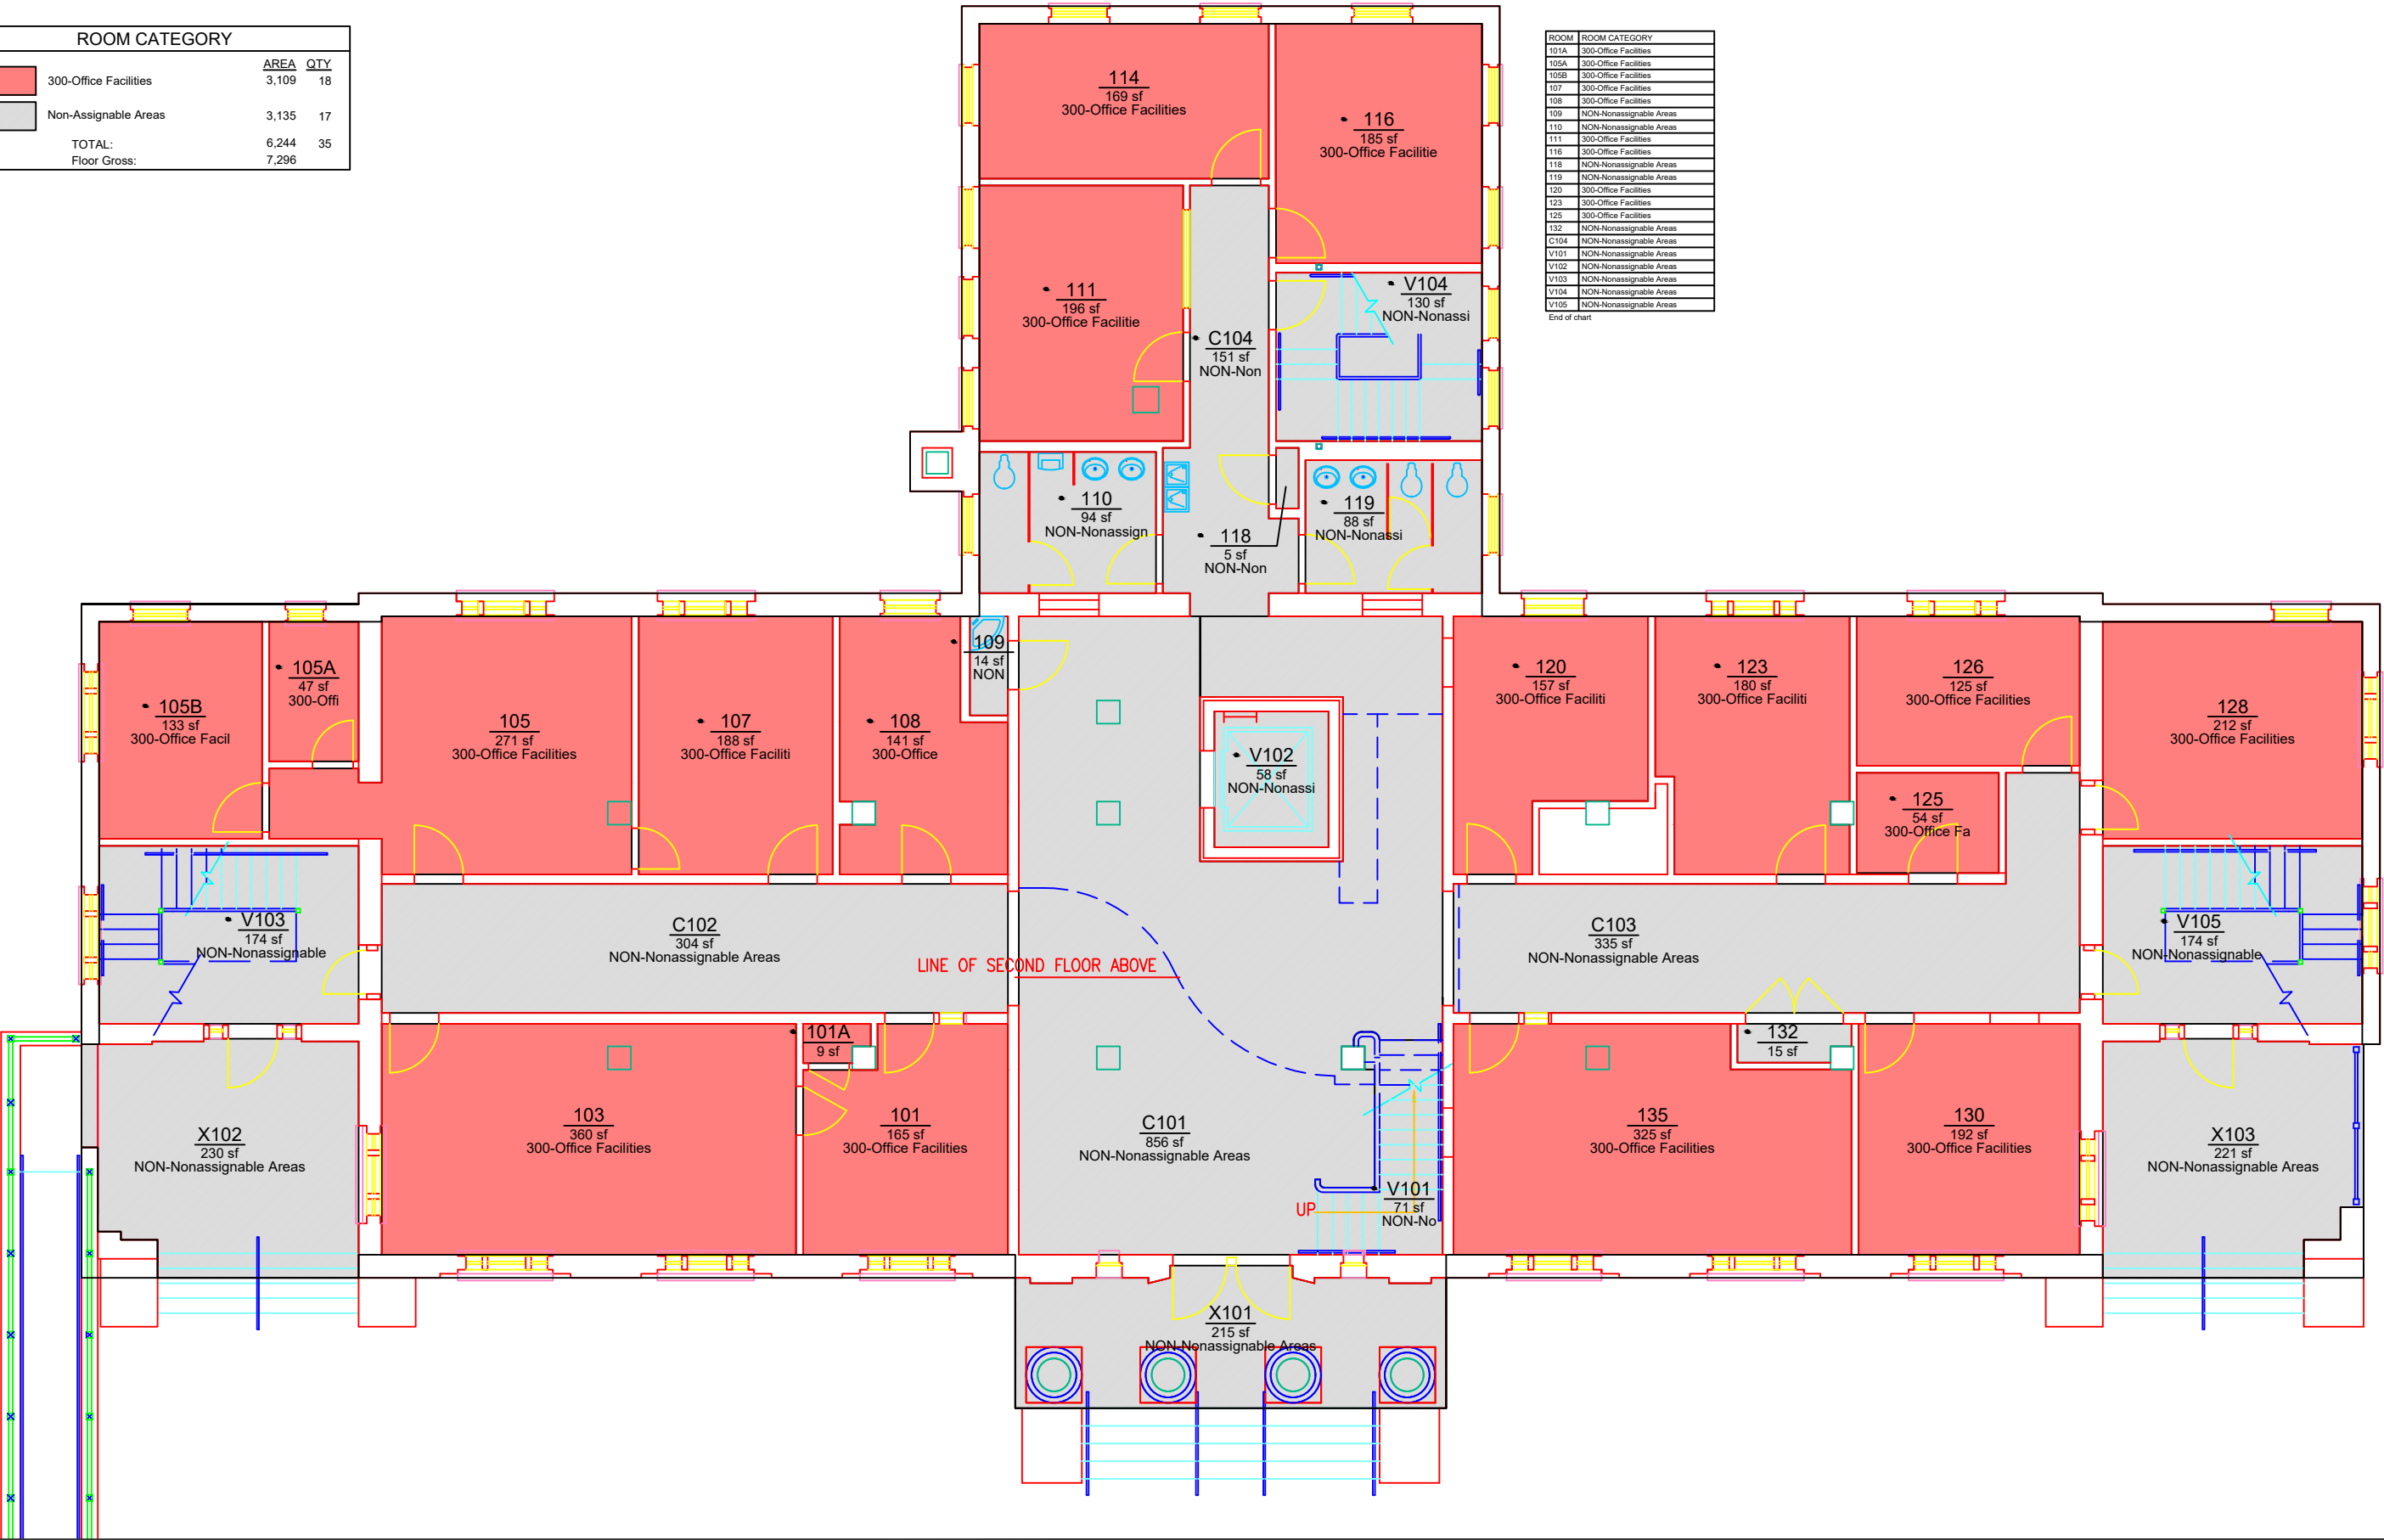 ROOM CATEGORY
AREA QTY
300-Office Facilities 3,109 18
Non-Assignable Areas 3,135 17
TOTAL: 6,244 35
Floor Gross: 7,296
ROOM ROOM CATEGORY
101A 300-Office Facilities
105A 300-Office Facilities
105B 300-Office Facilities
107 300-Office Facilities
108 300-Office Facilities
109 NON-Nonassignable Areas
110 NON-Nonassignable Areas
111 300-Office Facilities
116 300-Office Facilities
118 NON-Nonassignable Areas
119 NON-Nonassignable Areas
120 300-Office Facilities
123 300-Office Facilities
125 300-Office Facilities
132 NON-Nonassignable Areas
C104 NON-Nonassignable Areas
V101 NON-Nonassignable Areas
V102 NON-Nonassignable Areas
V103 NON-Nonassignable Areas
V104 NON-Nonassignable Areas
V105 NON-Nonassignable Areas
End of chart
114
169 sf
300-Office Facilities
116
185 sf
300-Office Facilitie
111
196 sf
300-Office Facilitie
V104
130 sf
NON-Nonassi
C104
151 sf
NON-Non
110
94 sf
NON-Nonassign
118
5 sf
NON-Non
119
88 sf
NON-Nonassi
105B
133 sf
300-Office Facil
105A
47 sf
300-Offi
105
271 sf
300-Office Facilities
107
188 sf
300-Office Faciliti
108
141 sf
300-Office
109
14 sf
NON
V102
58 sf
NON-Nonassi
120
157 sf
300-Office Faciliti
123
180 sf
300-Office Faciliti
126
125 sf
300-Office Facilities
125
54 sf
300-Office Fa
128
212 sf
300-Office Facilities
V103
174 sf
NON-Nonassignable
C102
304 sf
NON-Nonassignable Areas
LINE OF SECOND FLOOR ABOVE
C103
335 sf
NON-Nonassignable Areas
V105
174 sf
NON-Nonassignable
X102
230 sf
NON-Nonassignable Areas
103
360 sf
300-Office Facilities
101A
9 sf
101
165 sf
300-Office Facilities
C101
856 sf
NON-Nonassignable Areas
UP
V101
71 sf
NON-No
135
325 sf
300-Office Facilities
132
15 sf
130
192 sf
300-Office Facilities
X103
221 sf
NON-Nonassignable Areas
X101
215 sf
NON-Nonassignable Areas